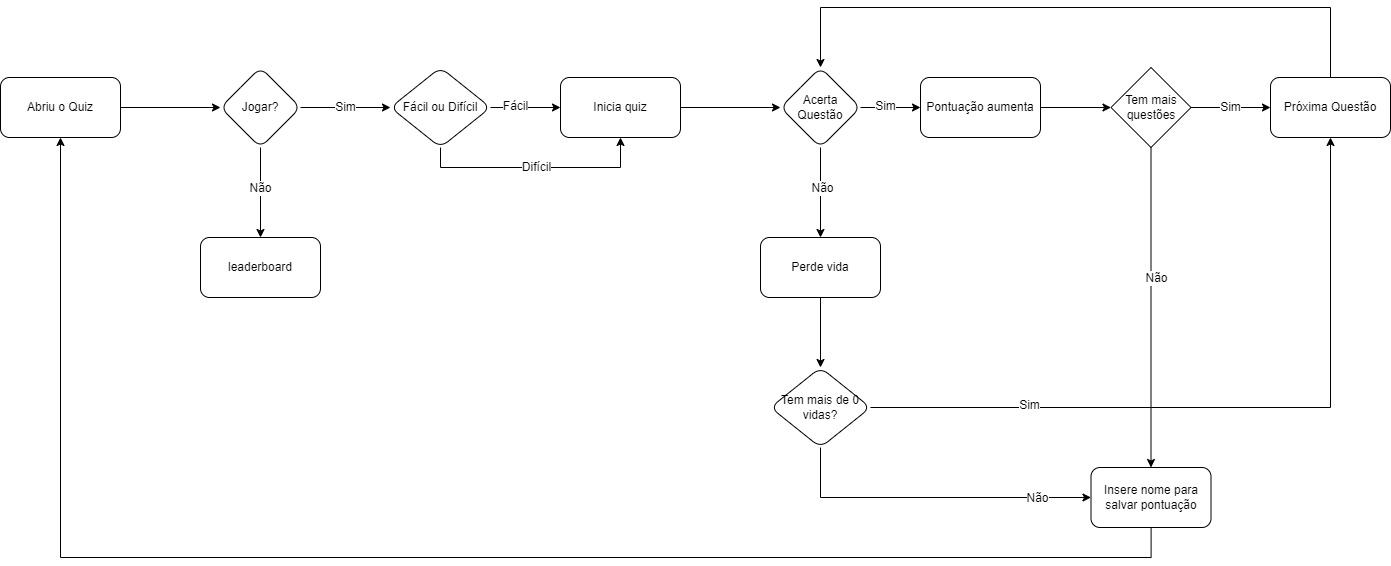 Abriu o Quiz
Jogar?
Sim
Fácil ou Difícil
Fácil
Inicia quiz
Acerta
Questão
Sim
Pontuação aumenta
Tem mais
questões
Sim
Próxima Questão
Difícil
Não
Não
leaderboard
Perde vida
Não
Tem mais de 0
vidas?
Sim
Não
Insere nome para
salvar pontuação